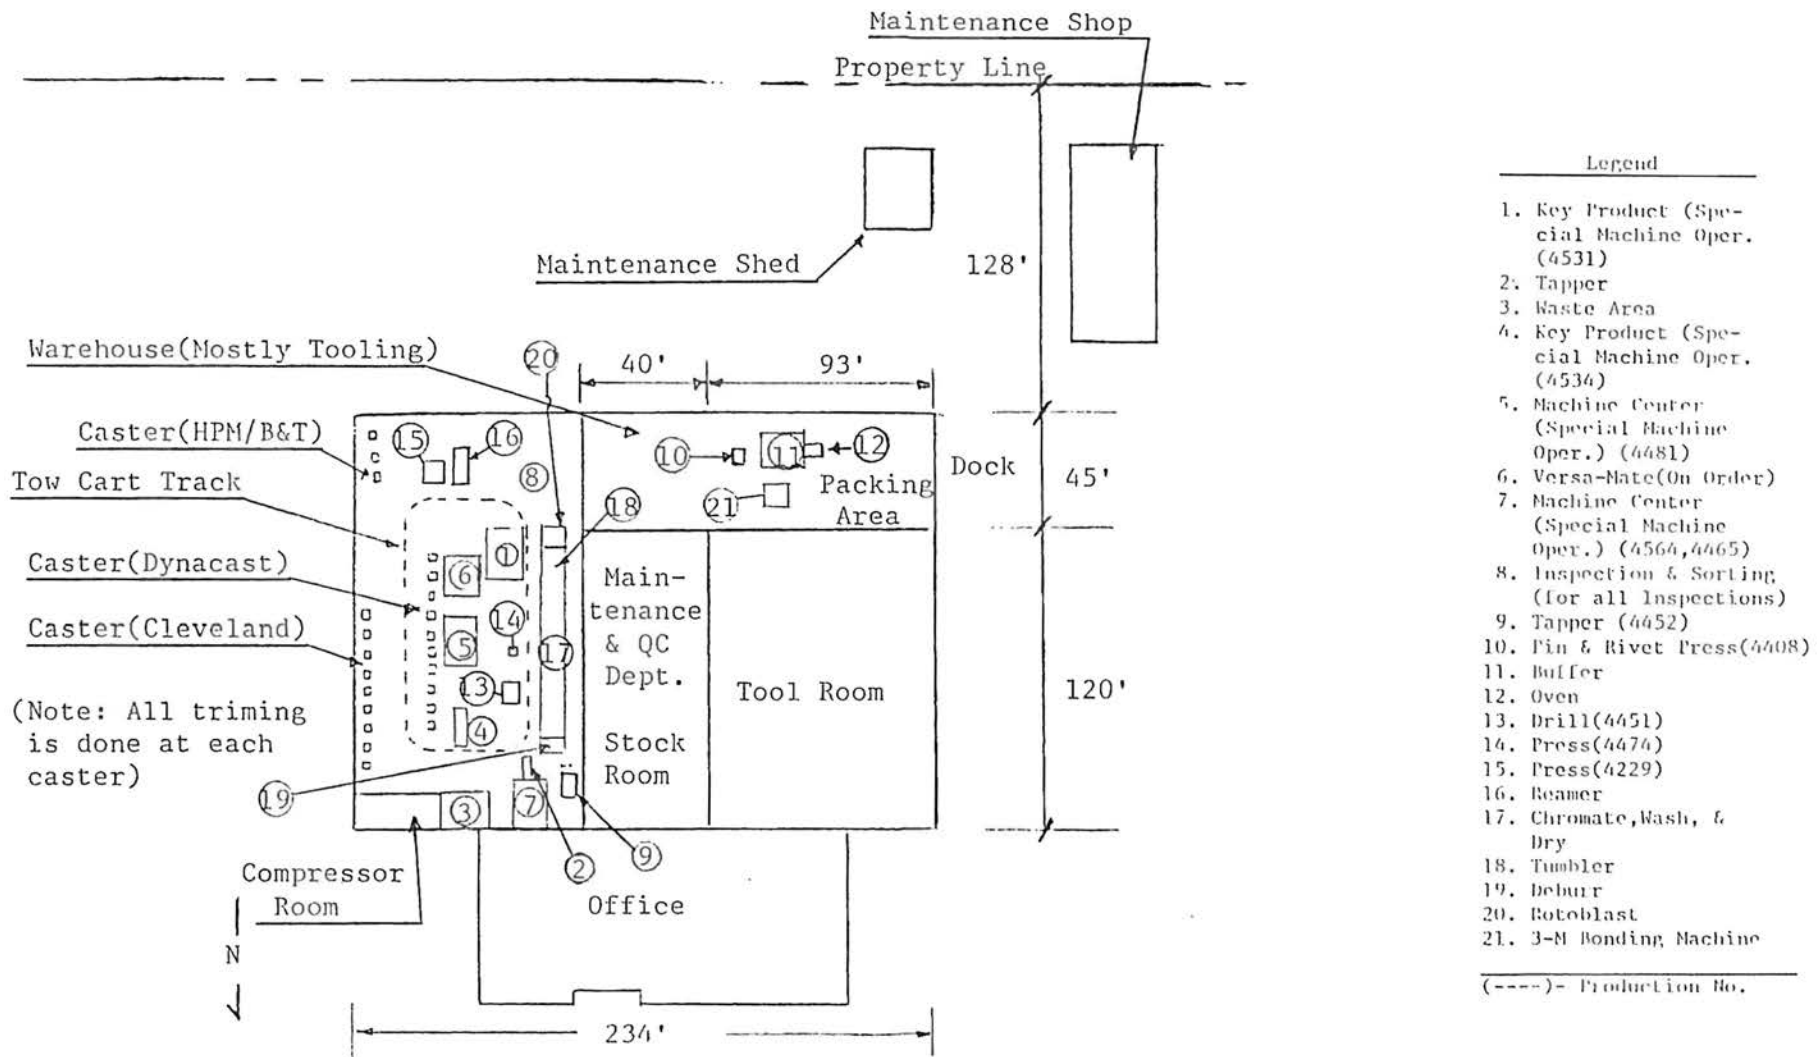 Maintenance Shop
Property Line
Maintenance Shed
128'
Warehouse(Mostly Tooling)
20
40'
93'
Caster(HPM/B&T)
15
16
10
11
12
Dock
45'
Tow Cart Track
8
21
Packing
Area
18
Caster(Dynacast)
1
6
Main-
tenance
& QC
Dept.
14
Caster(Cleveland)
5
17
(Note: All triming
is done at each
caster)
13
Tool Room
120'
4
Stock
Room
19
3
7
2
9
Compressor
Room
Office
N
234'
Legend
1. Key Product (Spe-
cial Machine Oper.
(4531)
2. Tapper
3. Waste Area
4. Key Product (Spe-
cial Machine Oper.
(4534)
5. Machine Center
(Special Machine
Oper.) (4481)
6. Versa-Mate(On Order)
7. Machine Center
(Special Machine
Oper.) (4564,4465)
8. Inspection & Sorting
(for all Inspections)
9. Tapper (4452)
10. Pin & Rivet Press(4408)
11. Buffer
12. Oven
13. Drill(4451)
14. Press(4474)
15. Press(4229)
16. Reamer
17. Chromate,Wash, &
Dry
18. Tumbler
19. Deburr
20. Rotoblast
21. 3-M Bonding Machine
(----)- Production No.